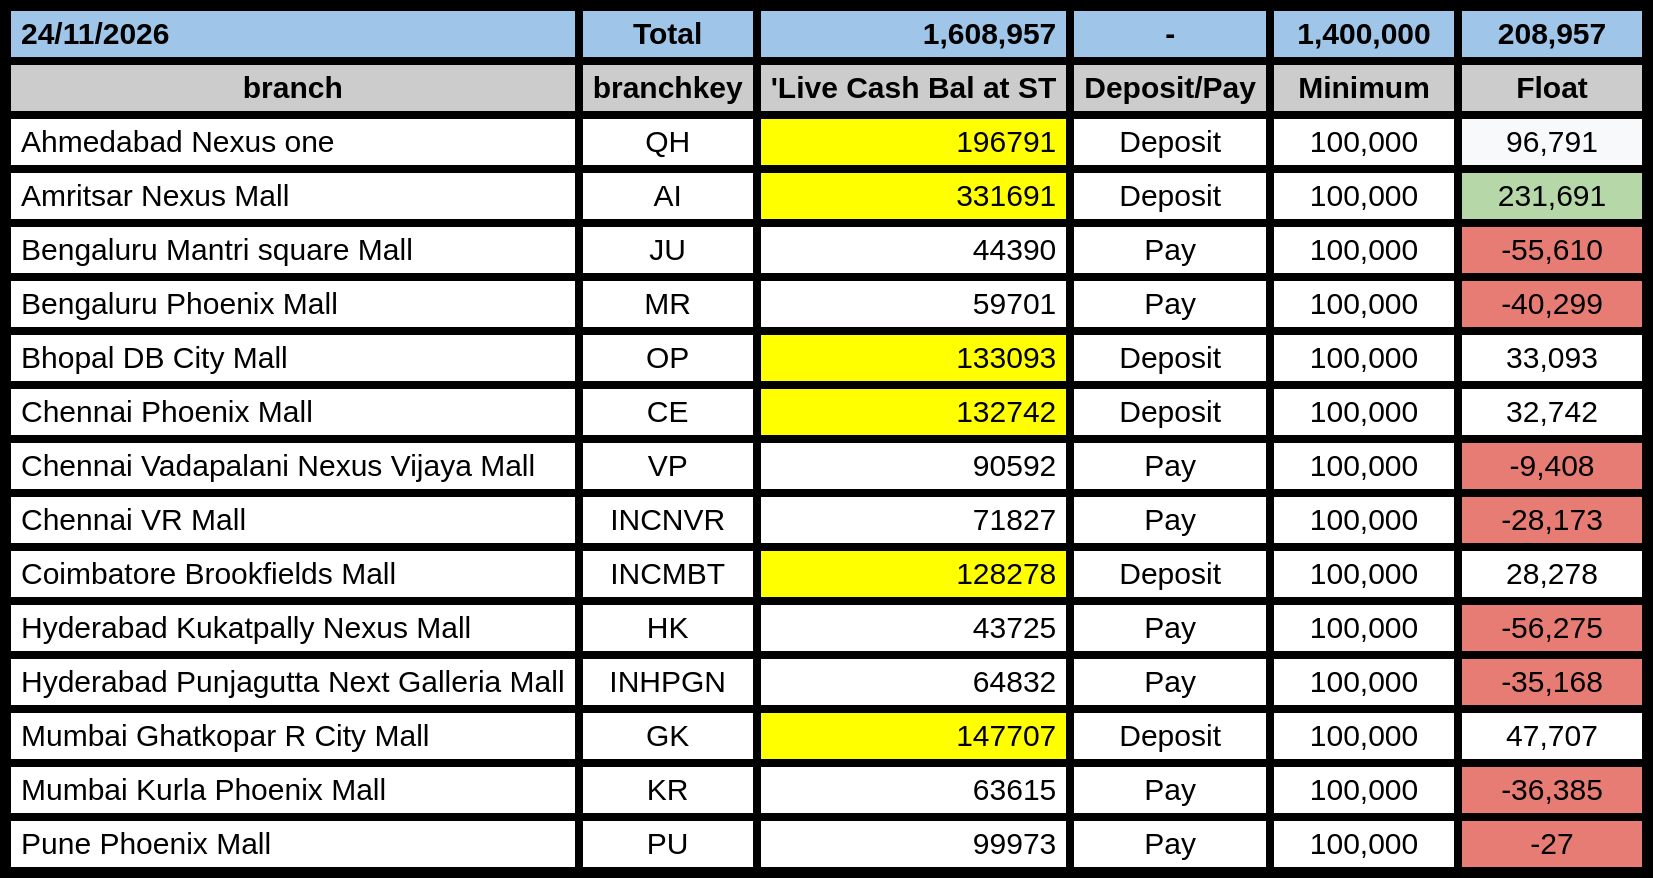 24/11/2026 Total 1,608,957 - 1,400,000 208,957
branch branchkey 'Live Cash Bal at ST Deposit/Pay Minimum Float
Ahmedabad Nexus one QH 196791 Deposit 100,000 96,791
Amritsar Nexus Mall AI 331691 Deposit 100,000 231,691
Bengaluru Mantri square Mall JU 44390 Pay 100,000 -55,610
Bengaluru Phoenix Mall MR 59701 Pay 100,000 -40,299
Bhopal DB City Mall OP 133093 Deposit 100,000 33,093
Chennai Phoenix Mall CE 132742 Deposit 100,000 32,742
Chennai Vadapalani Nexus Vijaya Mall VP 90592 Pay 100,000 -9,408
Chennai VR Mall INCNVR 71827 Pay 100,000 -28,173
Coimbatore Brookfields Mall INCMBT 128278 Deposit 100,000 28,278
Hyderabad Kukatpally Nexus Mall HK 43725 Pay 100,000 -56,275
Hyderabad Punjagutta Next Galleria Mall INHPGN 64832 Pay 100,000 -35,168
Mumbai Ghatkopar R City Mall GK 147707 Deposit 100,000 47,707
Mumbai Kurla Phoenix Mall KR 63615 Pay 100,000 -36,385
Pune Phoenix Mall PU 99973 Pay 100,000 -27